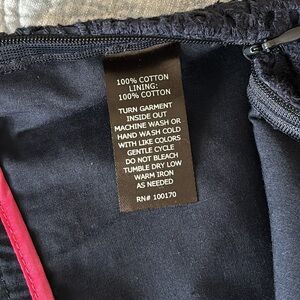 100% COTTON
LINING:
100% COTTON
TURN GARMENT
INSIDE OUT
MACHINE WASH OR
HAND WASH COLD
WITH LIKE COLORS
GENTLE CYCLE
DO NOT BLEACH
TUMBLE DRY LOW
WARM IRON
AS NEEDED
RN# 100170